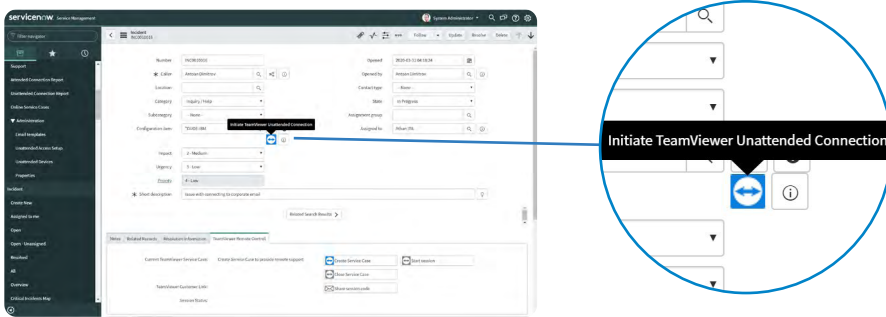 servicenow Service Management
System Administrator
Filter navigator
Incident
Follow
Update
Resolve
Delete
Support
Attended Connection Report
Unattended Connection Report
Online Service Cases
Administration
Email templates
Unattended Access Setup
Unattended Devices
Properties
Incident
Create New
Assigned to me
Open
Open - Unassigned
Resolved
All
Overview
Critical Incidents Map
Number
Caller
Location
Category Inquiry / Help
Subcategory -- None --
Configuration item
Opened
Opened by
Contact type -- None --
State In Progress
Assignment group
Assigned to
Initiate TeamViewer Unattended Connection
Impact 2 - Medium
Urgency 3 - Low
Priority 4 - Low
Short description Issue with connecting to corporate email
Related Search Results
Notes
Related Records
Resolution Information
TeamViewer Remote Control
Current TeamViewer Service Case:
Create Service Case to provide remote support
Create Service Case
Start session
Close Service Case
TeamViewer Customer Link:
Share session code
Session Status:
Initiate TeamViewer Unattended Connection